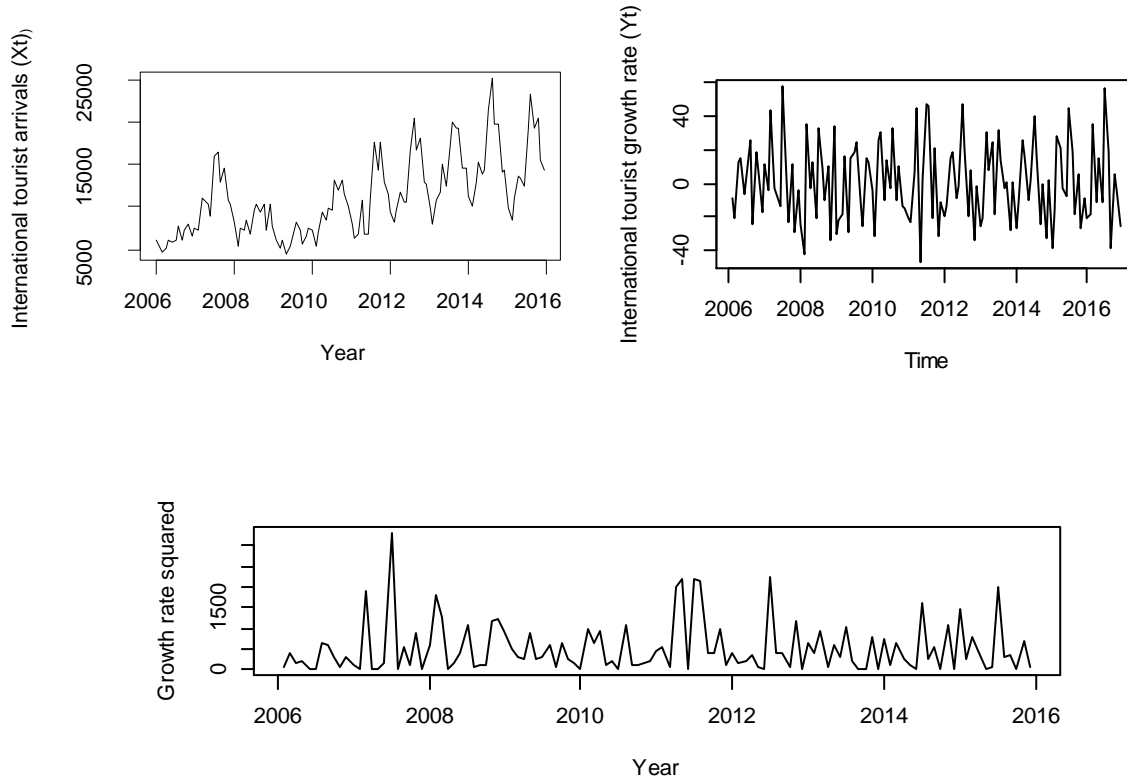 International tourist arrivals (Xt))
25000
15000
5000
2006 2008 2010 2012 2014 2016
Year
International tourist growth rate (Yt)
40
0
-40
2006 2008 2010 2012 2014 2016
Time
Growth rate squared
1500
0
2006 2008 2010 2012 2014 2016
Year